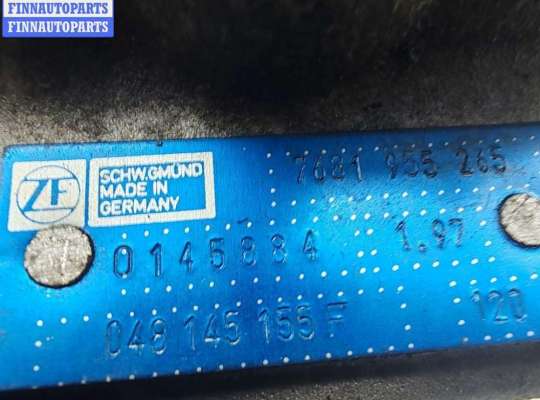 FINNAUTOPARTS
FINNAUTOPARTS
ZF
SCHW.GMÜND
MADE IN
GERMANY
7681 955 265
0145884
1.97
048 145 155 F
120